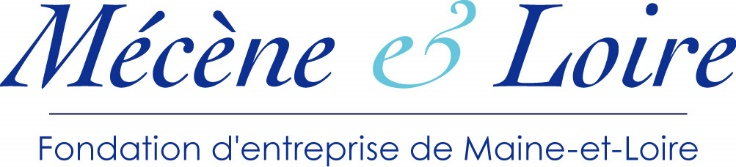 Mécène & Loire
Fondation d'entreprise de Maine-et-Loire